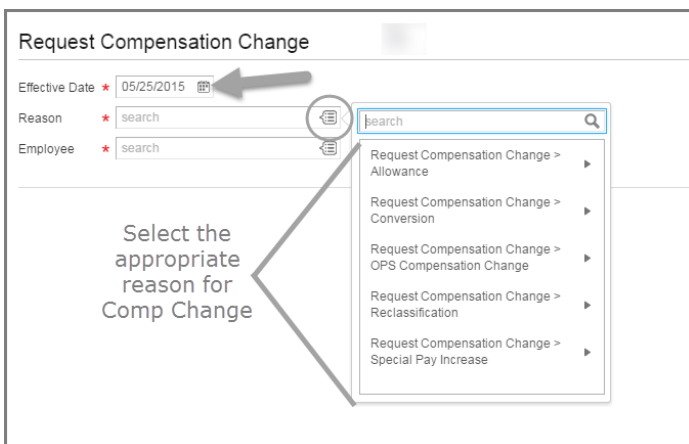 Request Compensation Change
Effective Date * 05/25/2015
Reason * search
search
Employee * search
Request Compensation Change >
Allowance
Request Compensation Change >
Conversion
Request Compensation Change >
OPS Compensation Change
Request Compensation Change >
Reclassification
Request Compensation Change >
Special Pay Increase
Select the
appropriate
reason for
Comp Change